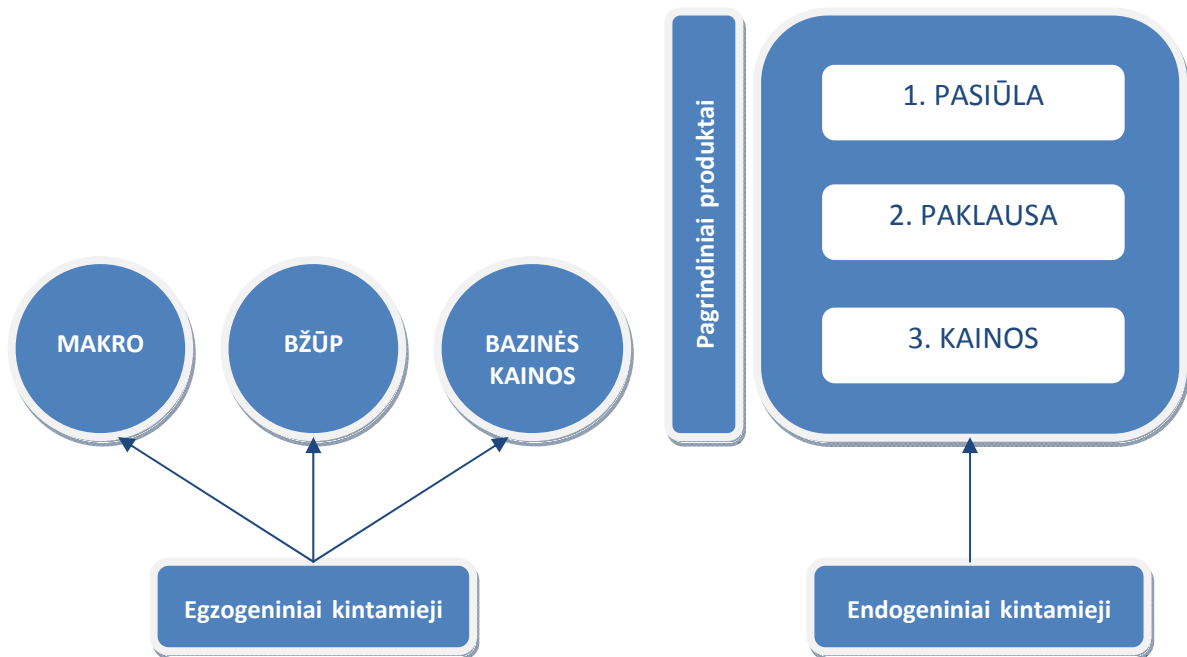 MAKRO
BŽŪP
BAZINĖS
KAINOS
Egzogeniniai kintamieji
Pagrindiniai produktai
1. PASIŪLA
2. PAKLAUSA
3. KAINOS
Endogeniniai kintamieji